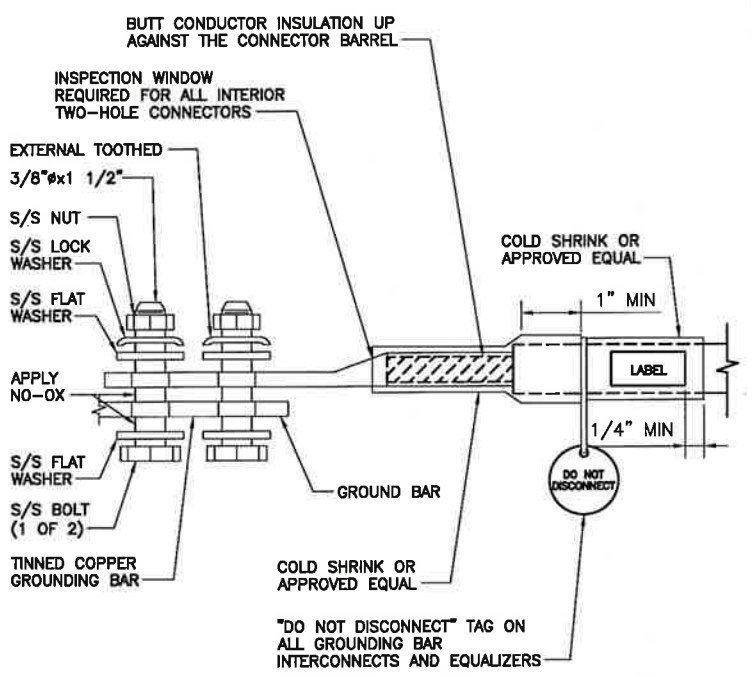 BUTT CONDUCTOR INSULATION UP
AGAINST THE CONNECTOR BARREL
INSPECTION WINDOW
REQUIRED FOR ALL INTERIOR
TWO-HOLE CONNECTORS
EXTERNAL TOOTHED
3/8"øx1 1/2"
S/S NUT
S/S LOCK
WASHER
S/S FLAT
WASHER
APPLY
NO-OX
S/S FLAT
WASHER
S/S BOLT
(1 OF 2)
TINNED COPPER
GROUNDING BAR
COLD SHRINK OR
APPROVED EQUAL
1" MIN
LABEL
1/4" MIN
DO NOT
DISCONNECT
GROUND BAR
COLD SHRINK OR
APPROVED EQUAL
"DO NOT DISCONNECT" TAG ON
ALL GROUNDING BAR
INTERCONNECTS AND EQUALIZERS